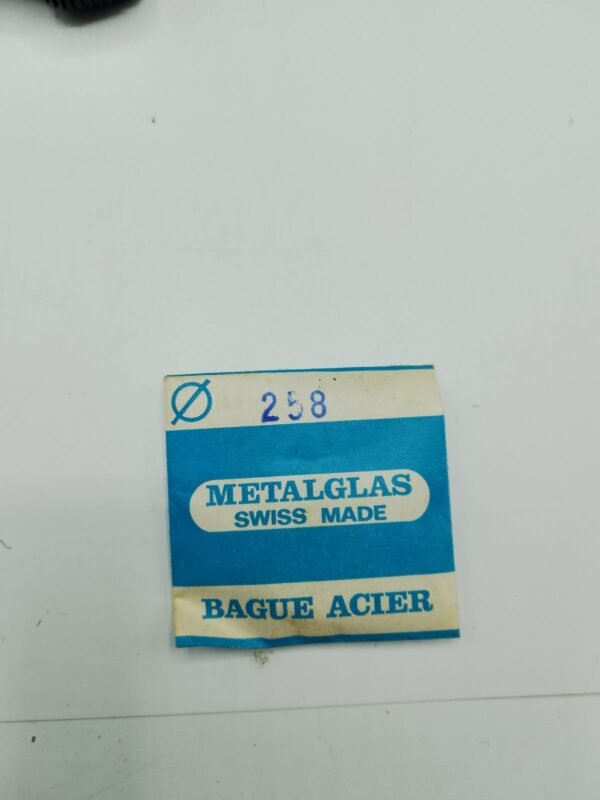 Ø 258
METALGLAS
SWISS MADE
BAGUE ACIER